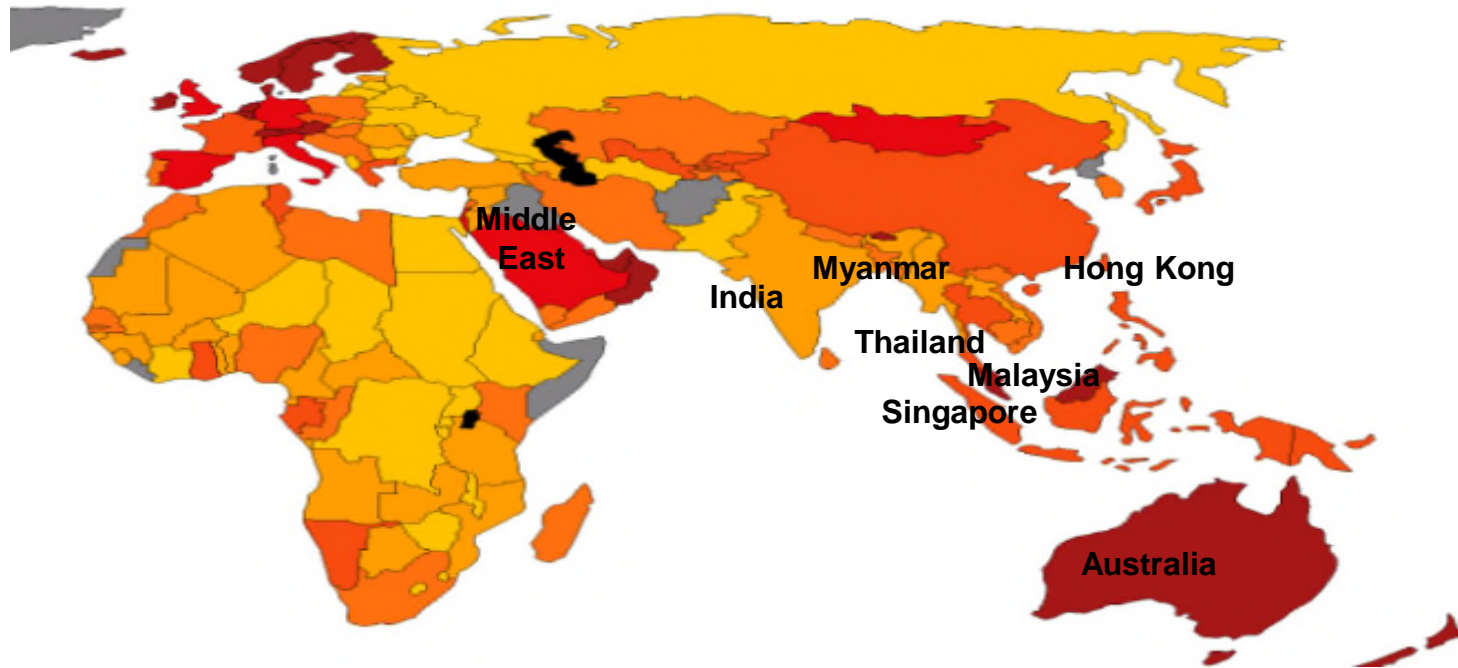 Middle
East
Myanmar
Hong Kong
India
Thailand
Malaysia
Singapore
Australia